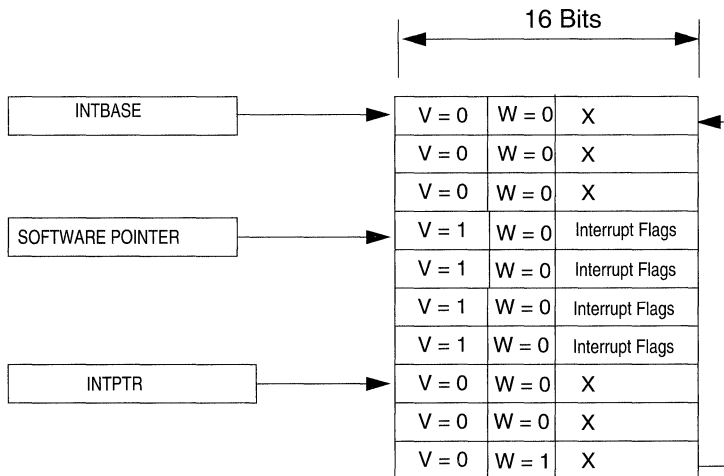 16 Bits
INTBASE
V = 0 W = 0 X
V = 0 W = 0 X
V = 0 W = 0 X
SOFTWARE POINTER
V = 1 W = 0 Interrupt Flags
V = 1 W = 0 Interrupt Flags
V = 1 W = 0 Interrupt Flags
V = 1 W = 0 Interrupt Flags
INTPTR
V = 0 W = 0 X
V = 0 W = 0 X
V = 0 W = 1 X